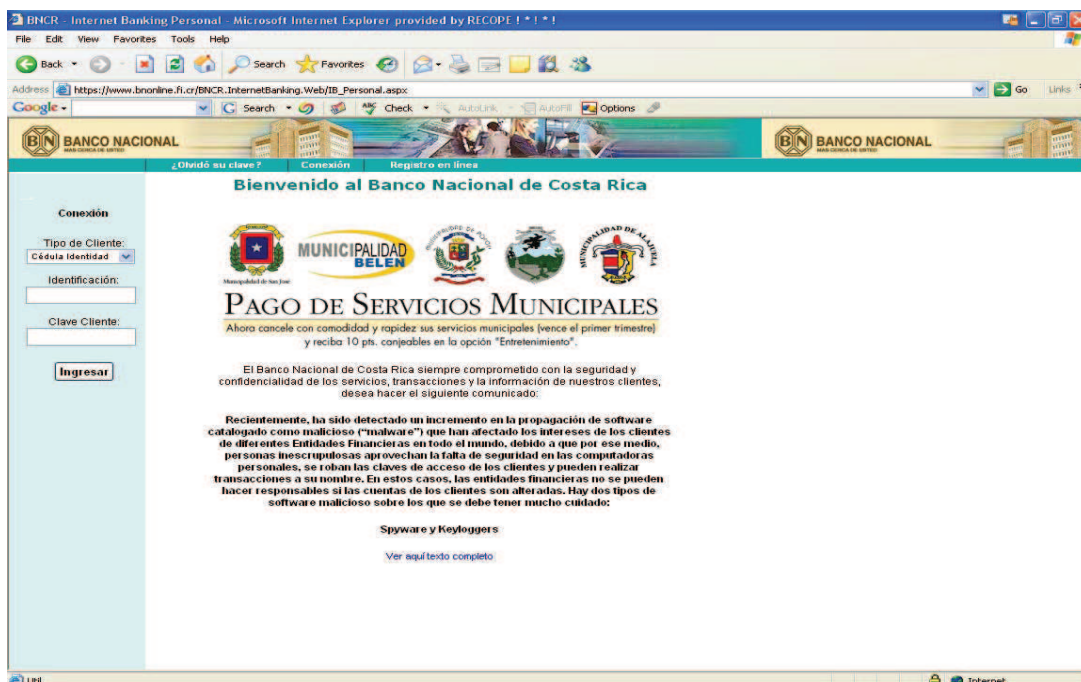 BNCR - Internet Banking Personal - Microsoft Internet Explorer provided by RECOPE ! * ! * !
File Edit View Favorites Tools Help
Back Search Favorites
Address https://www.bnonline.fi.cr/BNCR.InternetBanking.Web/IB_Personal.aspx Go Links
Google Search ABC Check AutoLink AutoFill Options
BN BANCO NACIONAL BN BANCO NACIONAL
¿Olvidó su clave? Conexión Registro en línea
Bienvenido al Banco Nacional de Costa Rica
Conexión
Tipo de Cliente:
Cédula Identidad
Identificación:
Clave Cliente:
Ingresar
Municipalidad de San José
MUNICIPALIDAD
BELEN
MUNICIPALIDAD DE ALAJUELA
PAGO DE SERVICIOS MUNICIPALES
Ahora cancele con comodidad y rapidez sus servicios municipales (vence el primer trimestre)
y reciba 10 pts. canjeables en la opción "Entretenimiento".
El Banco Nacional de Costa Rica siempre comprometido con la seguridad y
confidencialidad de los servicios, transacciones y la información de nuestros clientes,
desea hacer el siguiente comunicado:
Recientemente, ha sido detectado un incremento en la propagación de software
catalogado como malicioso (“malware”) que han afectado los intereses de los clientes
de diferentes Entidades Financieras en todo el mundo, debido a que por ese medio,
personas inescrupulosas aprovechan la falta de seguridad en las computadoras
personales, se roban las claves de acceso de los clientes y pueden realizar
transacciones a su nombre. En estos casos, las entidades financieras no se pueden
hacer responsables si las cuentas de los clientes son alteradas. Hay dos tipos de
software malicioso sobre los que se debe tener mucho cuidado:
Spyware y Keyloggers
Ver aquí texto completo
Internet